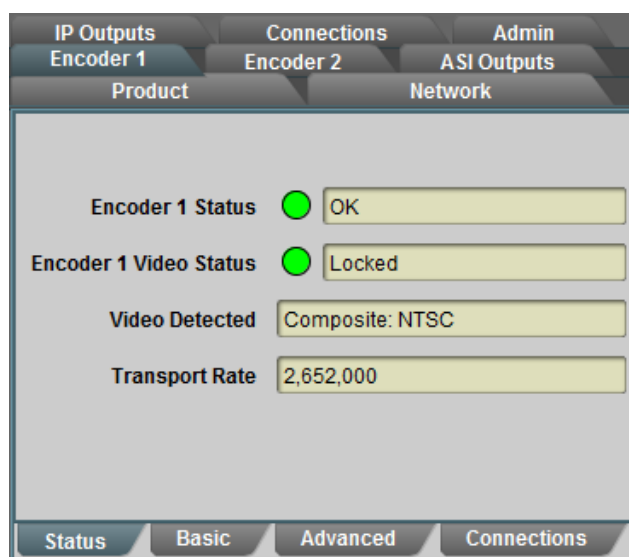 IP Outputs Connections Admin
Encoder 1 Encoder 2 ASI Outputs
Product Network
Encoder 1 Status OK
Encoder 1 Video Status Locked
Video Detected Composite: NTSC
Transport Rate 2,652,000
Status Basic Advanced Connections